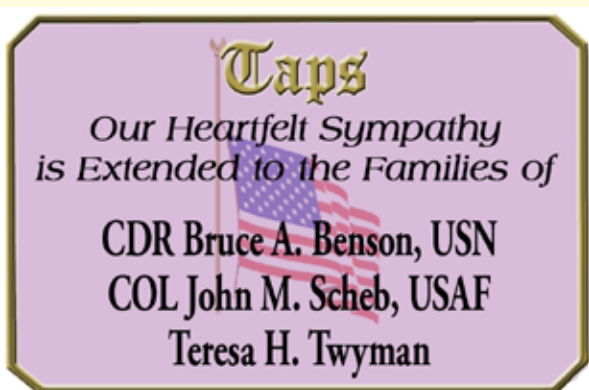 Taps
Our Heartfelt Sympathy
is Extended to the Families of
CDR Bruce A. Benson, USN
COL John M. Scheb, USAF
Teresa H. Twyman